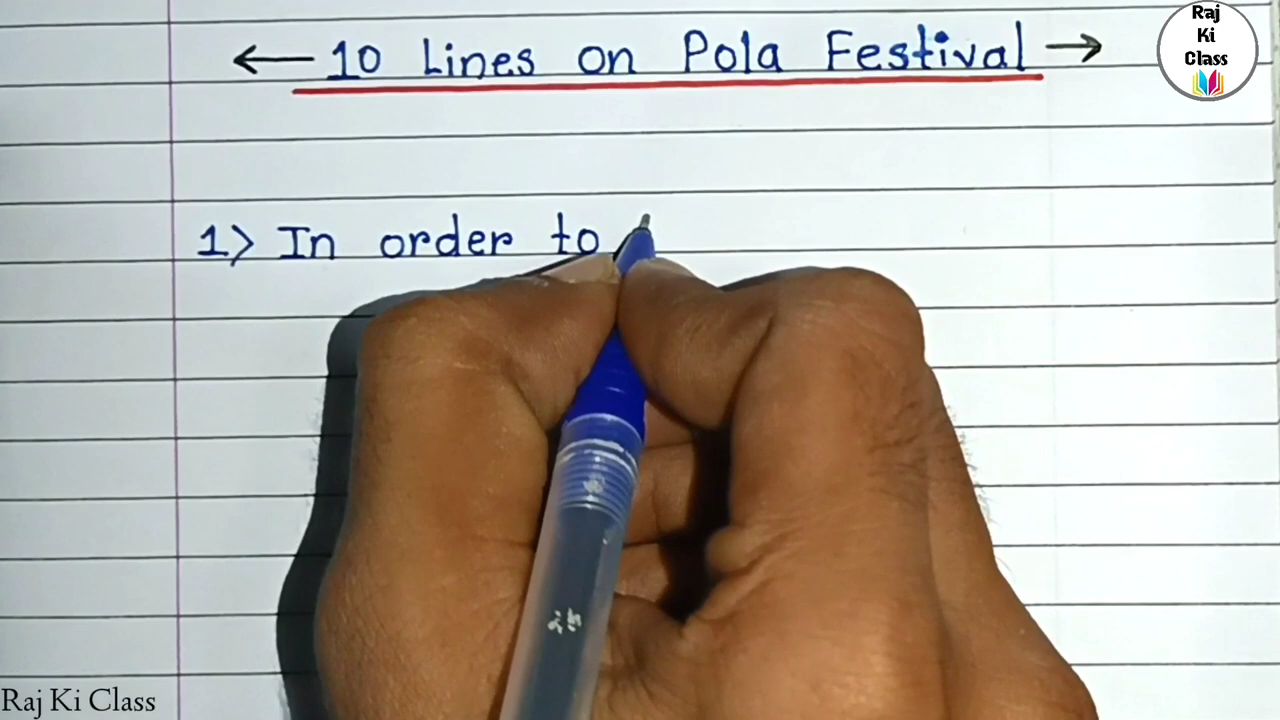 10 Lines on Pola Festival
Raj
Ki
Class
1> In order to
Raj Ki Class